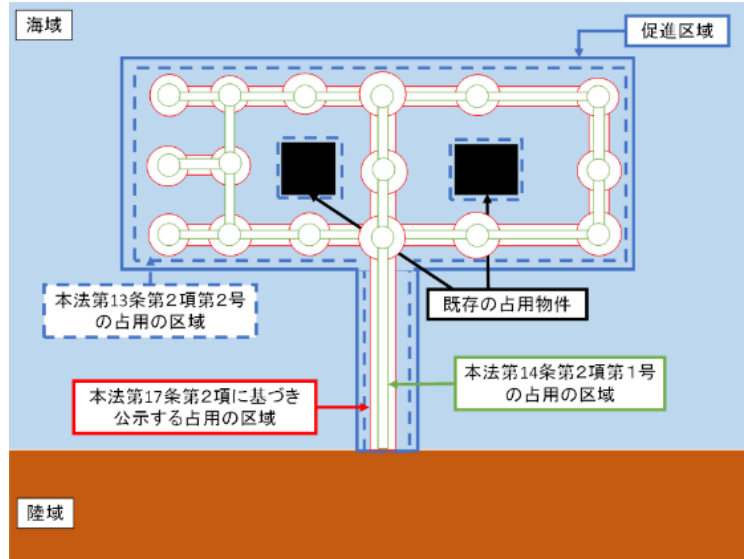 海域
促進区域
本法第13条第2項第2号
の占用の区域
既存の占用物件
本法第17条第2項に基づき
公示する占用の区域
本法第14条第2項第1号
の占用の区域
陸域